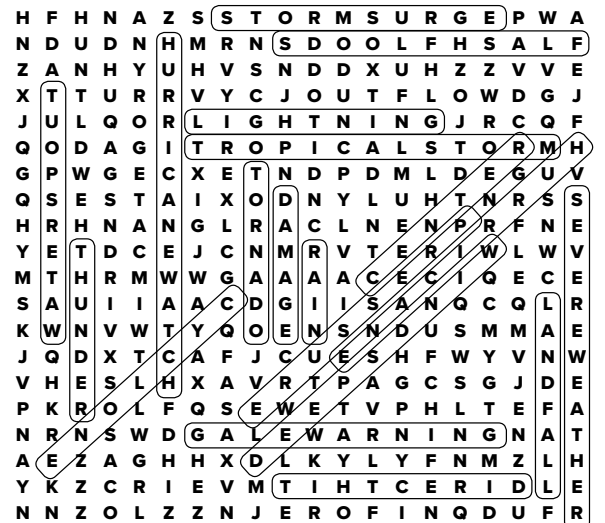 H F H N A Z S S T O R M S U R G E P W A
N D U D N H M R N S D O O L F H S A L F
Z A N H Y U H V S N D D X U H Z Z V V E
X T T U R R V Y C J O U T F L O W D G J
J U L Q O R L I G H T N I N G J R C Q F
Q O D A G I T R O P I C A L S T O R M H
G P W G E C X E T N D P D M L D E G U V
Q S E S T A I X O D N Y L U H T N R S S
H R H N A N G L R A C L N E N P R F N E
Y E T D C E J C N M R V T E R I W L W V
M T H R M W W G A A A A C E C I Q E C E
S A U I I A A C D G I I S A N Q C Q L R
K W N V W T Y Q O E N S N D U S M M A E
J Q D X T C A F J C U E S H F W Y V N W
V H E S L H X A V R T P A G C S G J D E
P K R O L F Q S E W E T V P H L T E F A
N R N S W D G A L E W A R N I N G N A T
A E Z A G H H X D L K Y L Y F N M Z L H
Y K Z C R I E V M T I H T C E R I D L E
N N Z O L Z Z N J E R O F I N Q D U F R